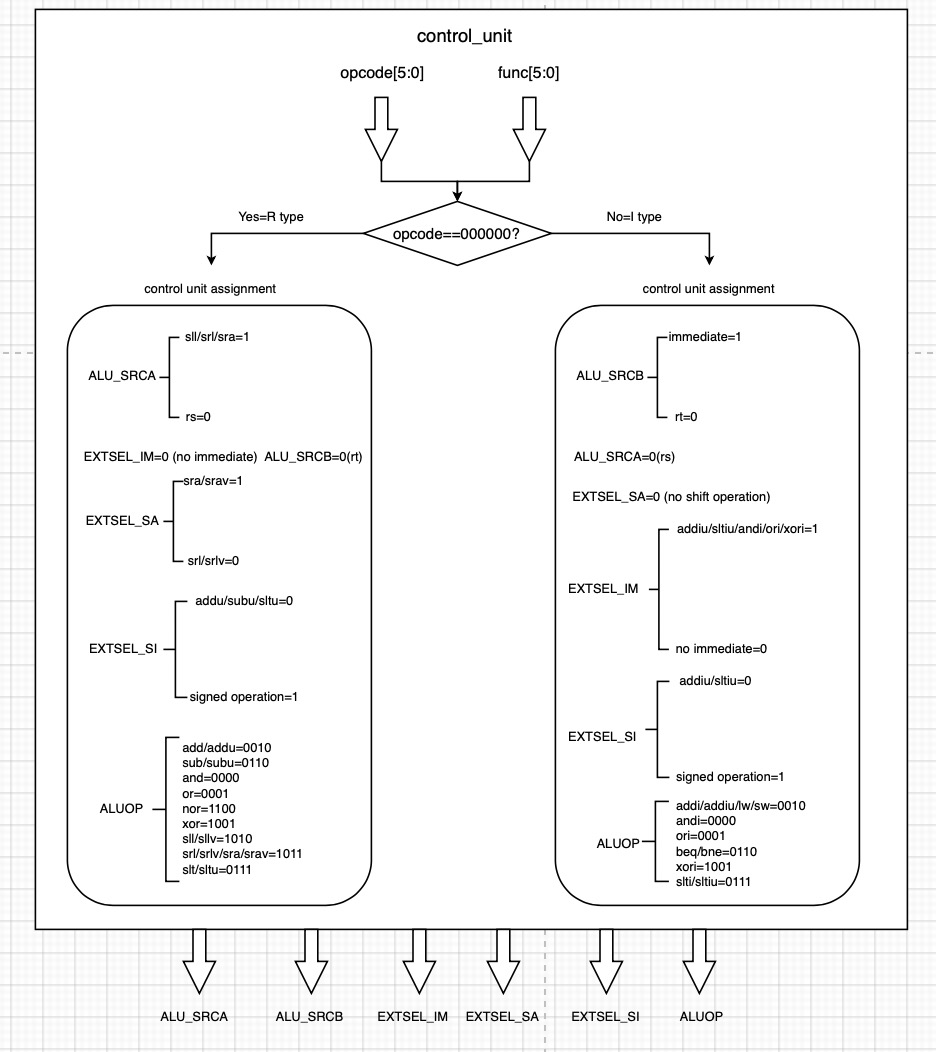 control_unit
opcode[5:0]
func[5:0]
opcode==000000?
Yes=R type
No=I type
control unit assignment
sll/srl/sra=1
ALU_SRCA
rs=0
EXTSEL_IM=0 (no immediate) ALU_SRCB=0(rt)
sra/srav=1
EXTSEL_SA
srl/srlv=0
addu/subu/sltu=0
EXTSEL_SI
signed operation=1
ALUOP
add/addu=0010
sub/subu=0110
and=0000
or=0001
nor=1100
xor=1001
sll/sllv=1010
srl/srlv/sra/srav=1011
slt/sltu=0111
control unit assignment
immediate=1
ALU_SRCB
rt=0
ALU_SRCA=0(rs)
EXTSEL_SA=0 (no shift operation)
addiu/sltiu/andi/ori/xori=1
EXTSEL_IM
no immediate=0
addiu/sltiu=0
EXTSEL_SI
signed operation=1
ALUOP
addi/addiu/lw/sw=0010
andi=0000
ori=0001
beq/bne=0110
xori=1001
slti/sltiu=0111
ALU_SRCA
ALU_SRCB
EXTSEL_IM
EXTSEL_SA
EXTSEL_SI
ALUOP